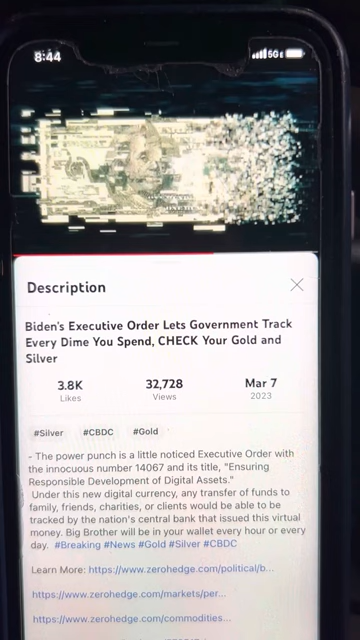 8:44
5G
Description
Biden's Executive Order Lets Government Track
Every Dime You Spend, CHECK Your Gold and
Silver
3.8K 32,728 Mar 7
Likes Views 2023
#Silver #CBDC #Gold
- The power punch is a little noticed Executive Order with
the innocuous number 14067 and its title, "Ensuring
Responsible Development of Digital Assets."
Under this new digital currency, any transfer of funds to
family, friends, charities, or clients would be able to be
tracked by the nation's central bank that issued this virtual
money. Big Brother will be in your wallet every hour or every
day. #Breaking #News #Gold #Silver #CBDC
Learn More: https://www.zerohedge.com/political/b...
https://www.zerohedge.com/markets/per...
https://www.zerohedge.com/commodities...